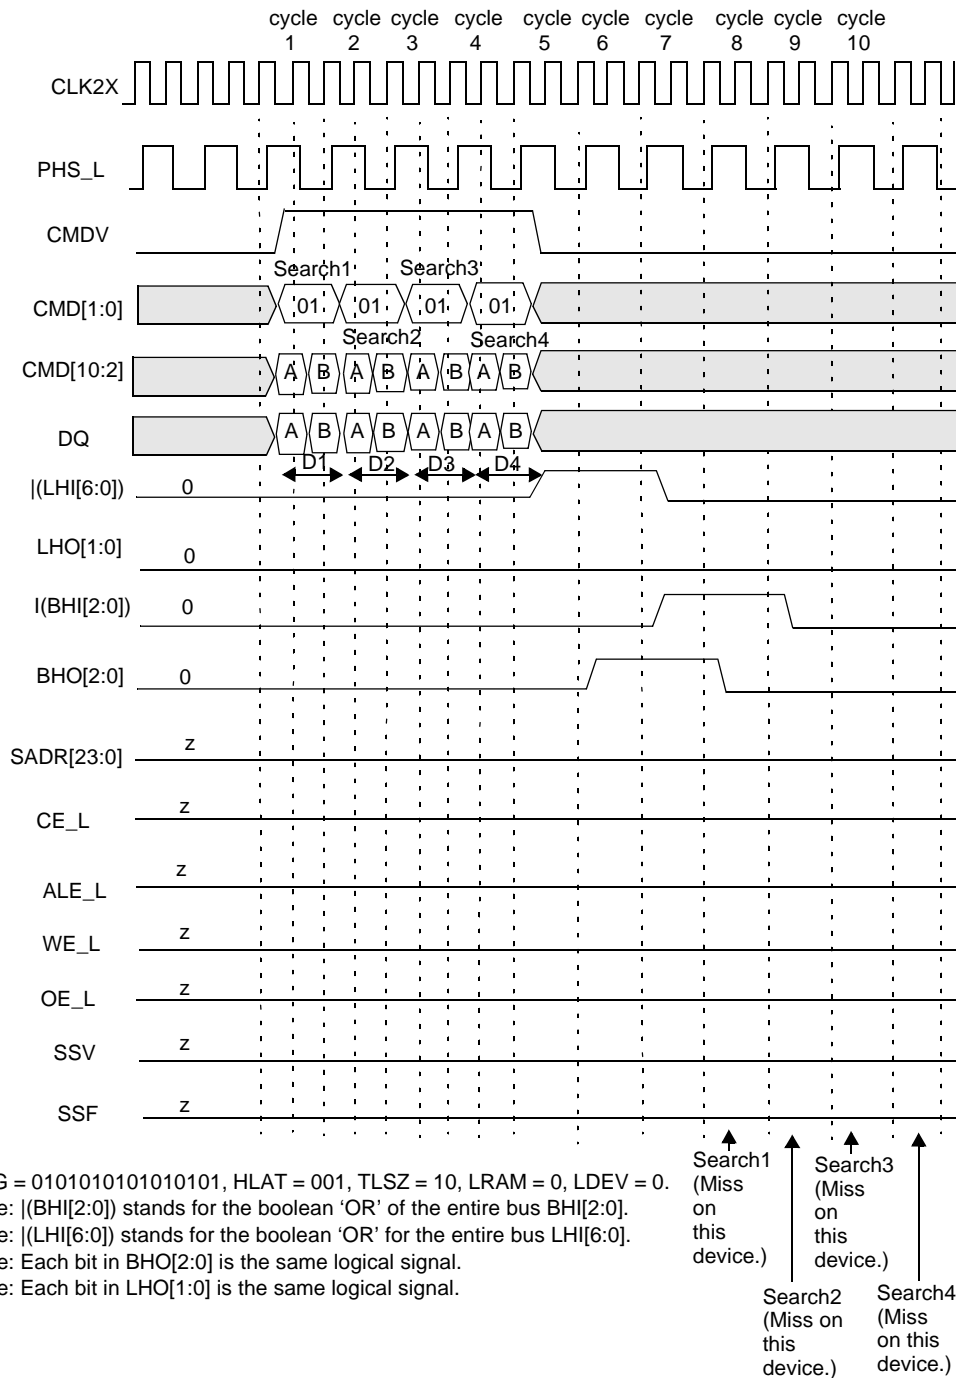 cycle cycle cycle cycle cycle cycle cycle cycle cycle cycle
1 2 3 4 5 6 7 8 9 10
CLK2X
PHS_L
CMDV
Search1 Search3
CMD[1:0] 01 01 01 01
Search2 Search4
CMD[10:2] A B A B A B A B
DQ A B A B A B A B
D1 D2 D3 D4
|(LHI[6:0]) 0
LHO[1:0] 0
I(BHI[2:0]) 0
BHO[2:0] 0
SADR[23:0] z
CE_L z
ALE_L z
WE_L z
OE_L z
SSV z
SSF z
G = 0101010101010101, HLAT = 001, TLSZ = 10, LRAM = 0, LDEV = 0.
e: |(BHI[2:0]) stands for the boolean ‘OR’ of the entire bus BHI[2:0].
e: |(LHI[6:0]) stands for the boolean ‘OR’ for the entire bus LHI[6:0].
e: Each bit in BHO[2:0] is the same logical signal.
e: Each bit in LHO[1:0] is the same logical signal.
Search1
(Miss
on
this
device.)
Search2
(Miss on
this
device.)
Search3
(Miss
on
this
device.)
Search4
(Miss
on this
device.)